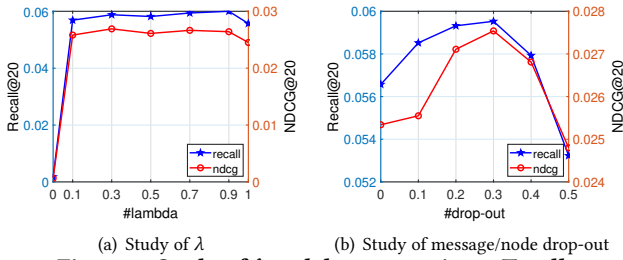 0.06
0.04
0.02
0
Recall@20
0.03
0.02
0.01
0
NDCG@20
0 0.1 0.3 0.5 0.7 0.9 1
#lambda
recall
ndcg
(a) Study of λ
0.06
0.058
0.056
0.054
0.052
Recall@20
0.028
0.027
0.026
0.025
0.024
NDCG@20
0 0.1 0.2 0.3 0.4 0.5
#drop-out
recall
ndcg
(b) Study of message/node drop-out